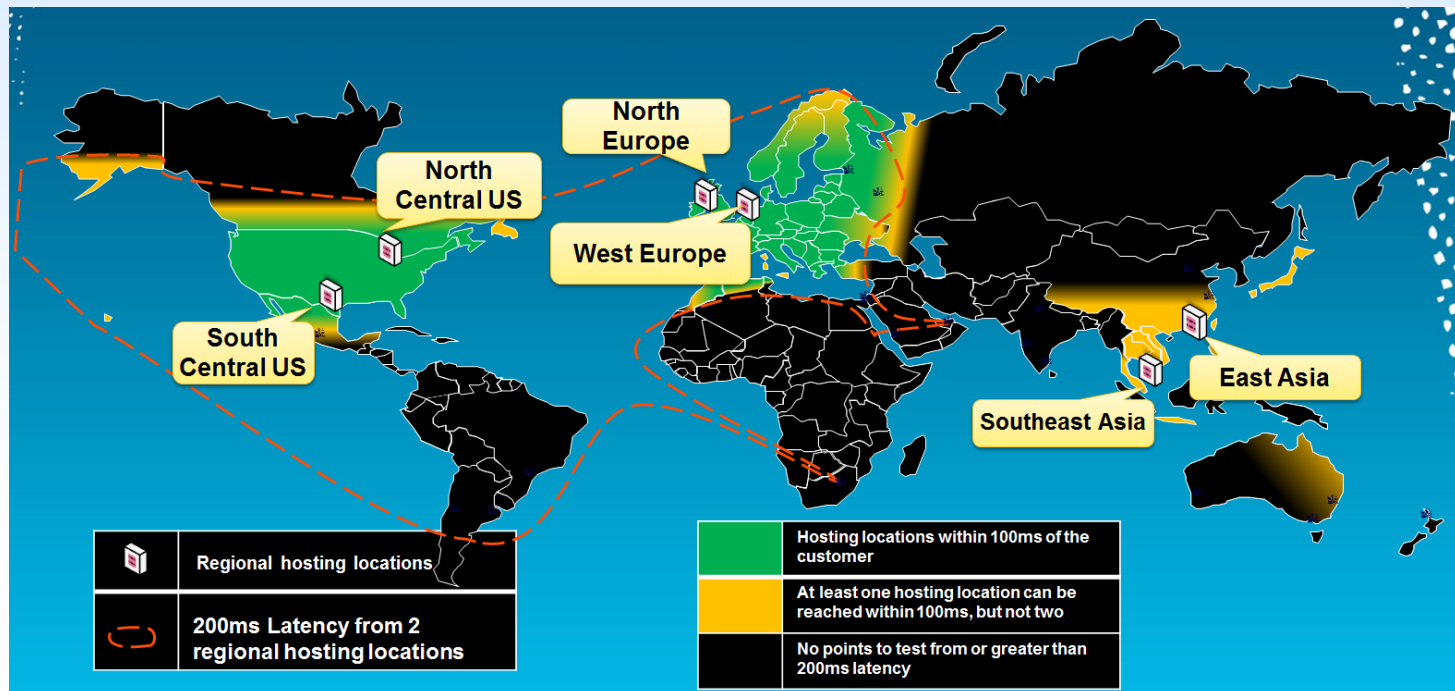 North
Europe
North
Central US
West Europe
South
Central US
East Asia
Southeast Asia
Regional hosting locations
200ms Latency from 2
regional hosting locations
Hosting locations within 100ms of the
customer
At least one hosting location can be
reached within 100ms, but not two
No points to test from or greater than
200ms latency